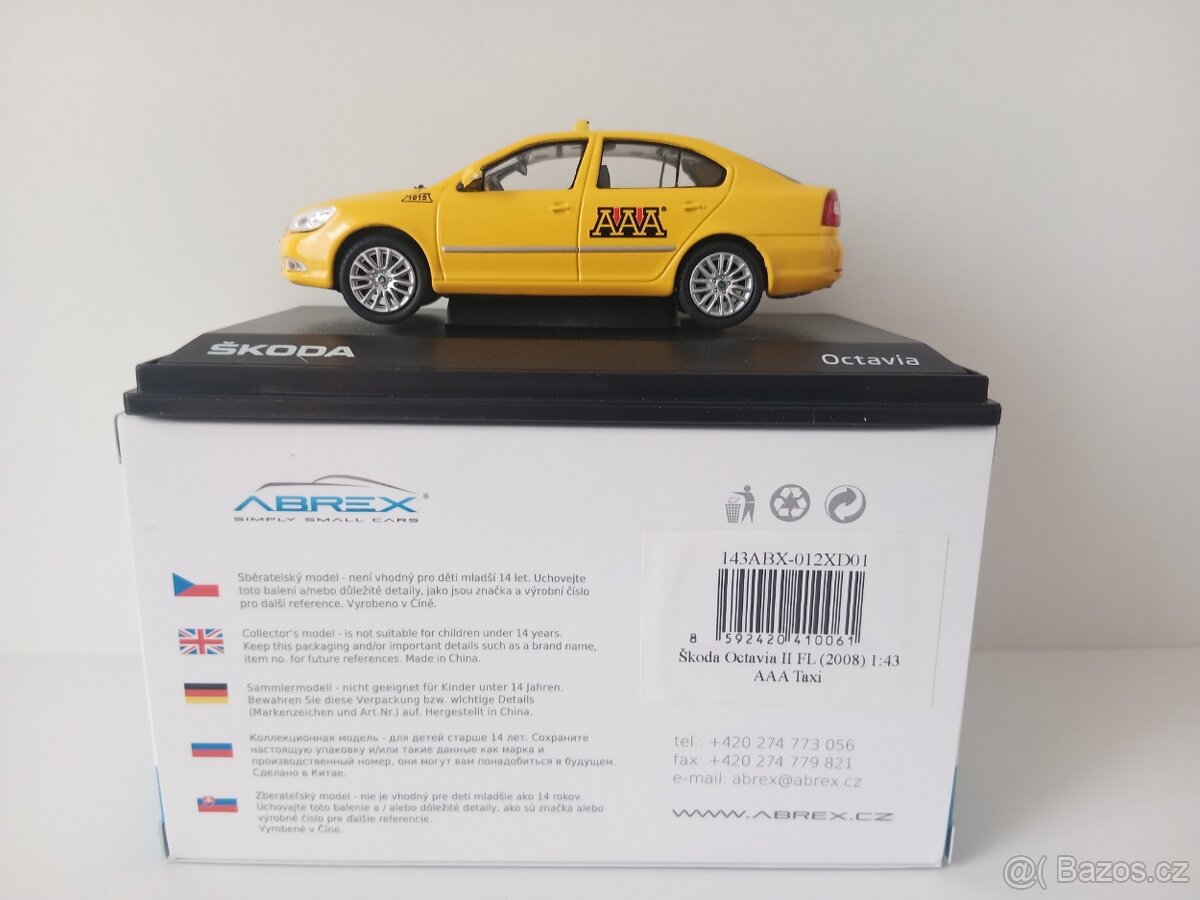 1015
AAA®
ŠKODA
Octavia
ABREX®
SIMPLY SMALL CARS
Sběratelský model - není vhodný pro děti mladší 14 let. Uchovejte
toto balení a/nebo důležité detaily, jako jsou značka a výrobní číslo
pro další reference. Vyrobeno v Číně.
Collector's model - is not suitable for children under 14 years.
Keep this packaging and/or important details such as a brand name,
item no. for future references. Made in China.
Sammlermodell - nicht geeignet für Kinder unter 14 Jahren.
Bewahren Sie diese Verpackung bzw. wichtige Details
(Markenzeichen und Art.Nr.) auf. Hergestellt in China.
Коллекционная модель - для детей старше 14 лет. Сохраните
настоящую упаковку и/или такие данные как марка и
производственный номер, они могут вам понадобиться в будущем.
Сделано в Китае.
Zberateľský model - nie je vhodný pre deti mladšie ako 14 rokov.
Uchovajte toto balenie a / alebo dôležité detaily, ako sú značka alebo
výrobné číslo pre ďalšie referencie.
Vyrobené v Číne.
143ABX-012XD01
8 592420 410061
Škoda Octavia II FL (2008) 1:43
AAA Taxi
tel.: +420 274 773 056
fax: +420 274 779 821
e-mail: abrex@abrex.cz
WWW.ABREX.CZ
@( Bazos.cz